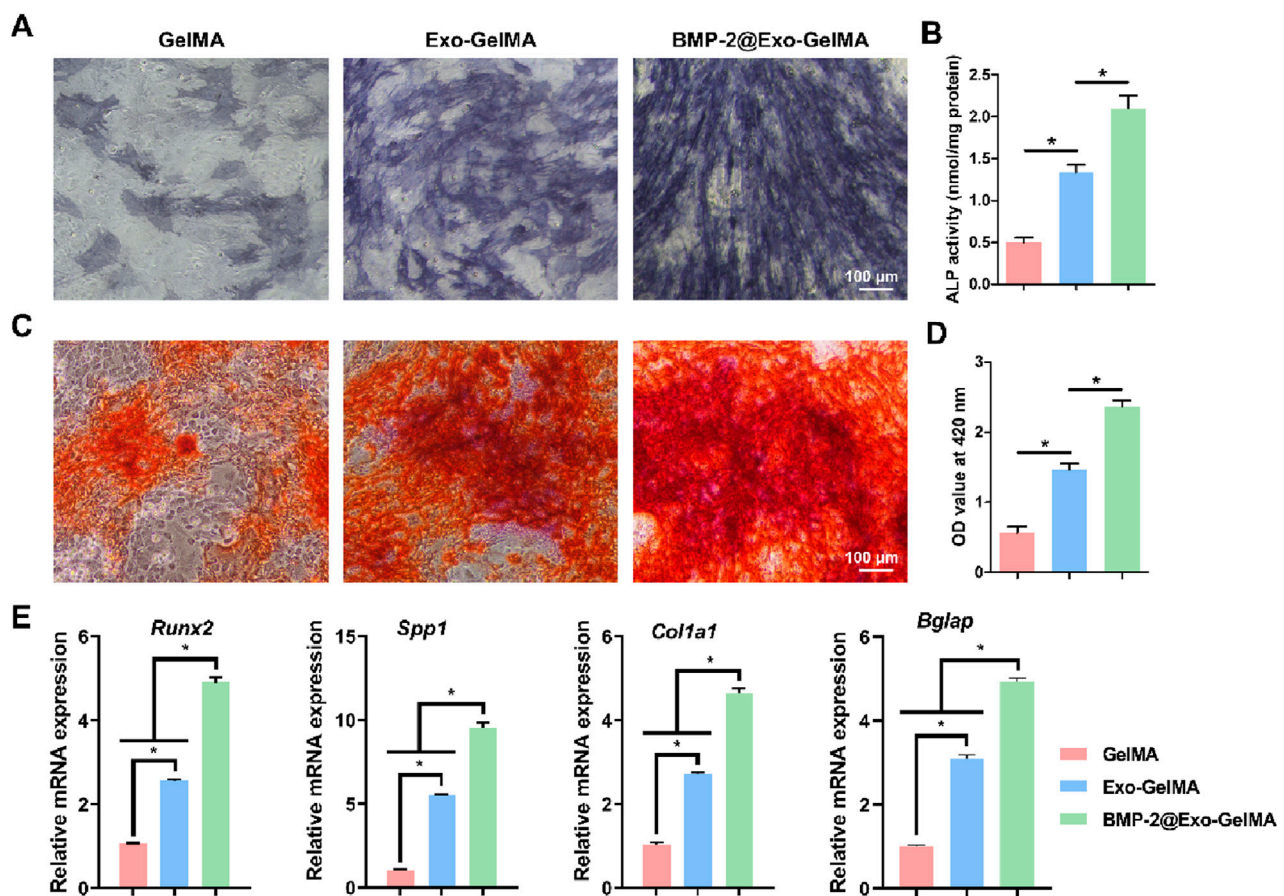 A
GelMA
Exo-GelMA
BMP-2@Exo-GelMA
100 μm
B
ALP activity (nmol/mg protein)
2.5
2.0
1.5
1.0
0.5
0.0
*
*
C
100 μm
D
OD value at 420 nm
3
2
1
0
*
*
E
Runx2
Relative mRNA expression
6
4
2
0
*
*
Spp1
Relative mRNA expression
15
10
5
0
*
*
Col1a1
Relative mRNA expression
6
4
2
0
*
*
Bglap
Relative mRNA expression
6
4
2
0
*
*
GelMA
Exo-GelMA
BMP-2@Exo-GelMA